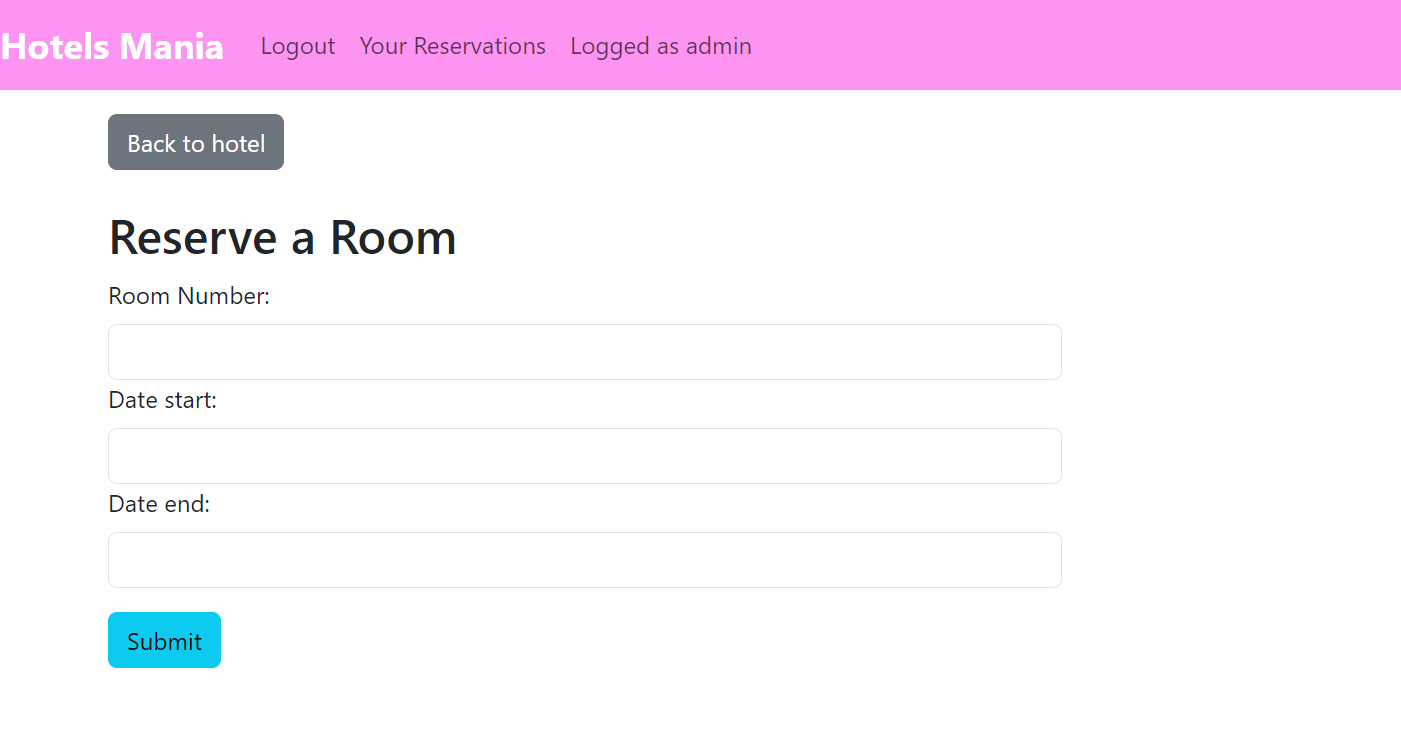 Hotels Mania Logout Your Reservations Logged as admin
Back to hotel
Reserve a Room
Room Number:
Date start:
Date end:
Submit